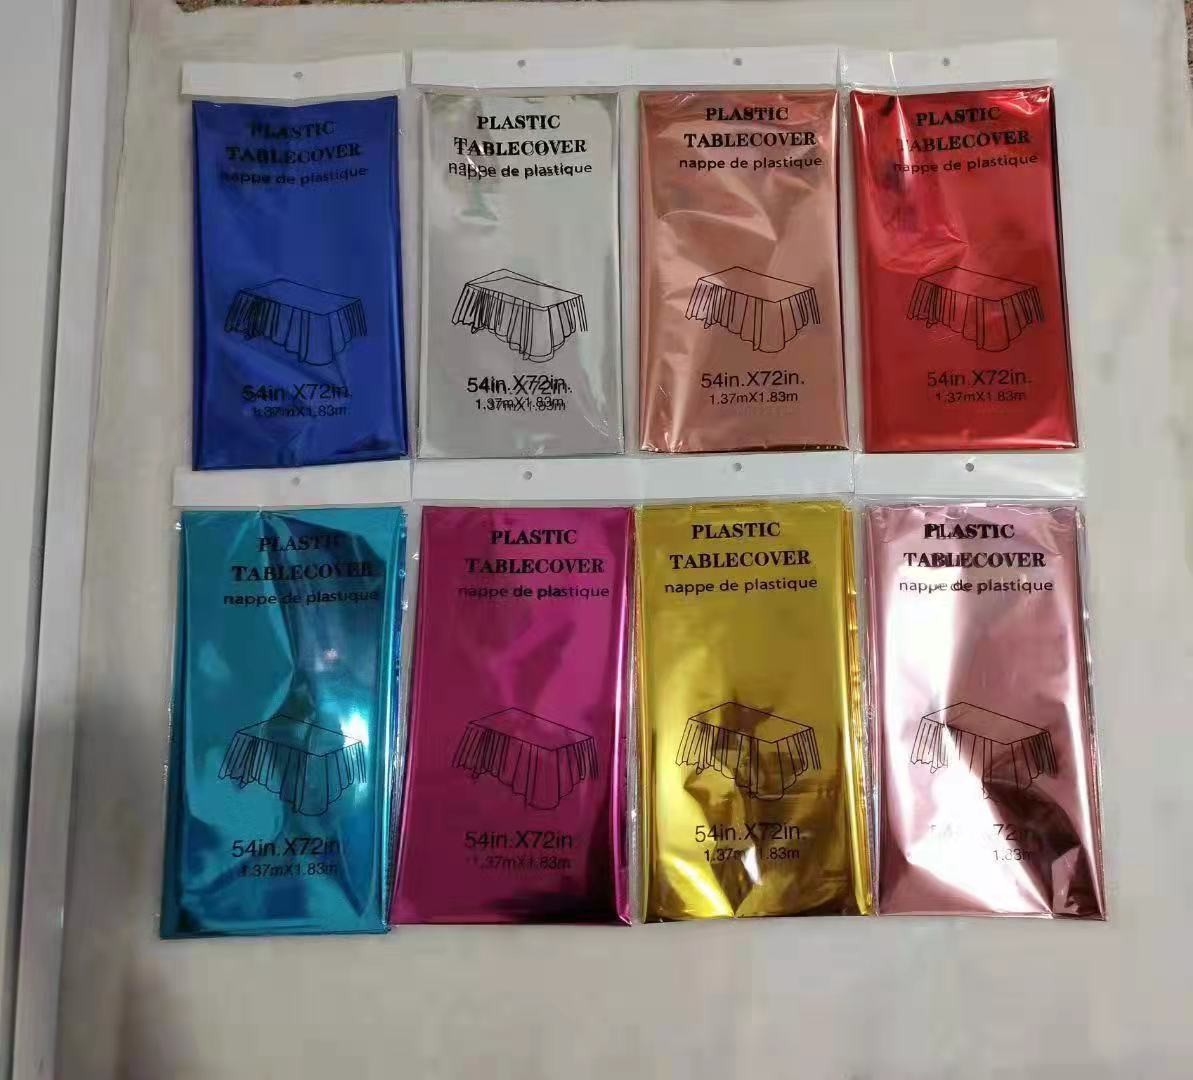 PLASTIC
TABLECOVER
nappe de plastique
54in.X72in.
1.37mX1.83m
PLASTIC
TABLECOVER
nappe de plastique
54in.X72in.
1.37mX1.83m
PLASTIC
TABLECOVER
nappe de plastique
54in.X72in.
1.37mX1.83m
PLASTIC
TABLECOVER
nappe de plastique
54in.X72in.
1.37mX1.83m
PLASTIC
TABLECOVER
nappe de plastique
54in.X72in.
1.37mX1.83m
PLASTIC
TABLECOVER
nappe de plastique
54in.X72in.
1.37mX1.83m
PLASTIC
TABLECOVER
nappe de plastique
54in.X72in.
1.37mX1.83m
PLASTIC
TABLECOVER
nappe de plastique